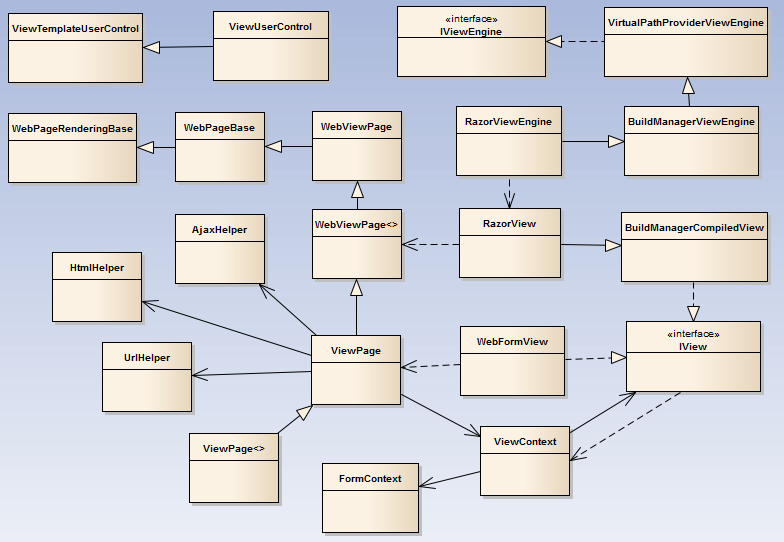 ViewTemplateUserControl
ViewUserControl
«interface»
IViewEngine
VirtualPathProviderViewEngine
WebPageRenderingBase
WebPageBase
WebViewPage
RazorViewEngine
BuildManagerViewEngine
AjaxHelper
WebViewPage<>
RazorView
BuildManagerCompiledView
HtmlHelper
UrlHelper
ViewPage
WebFormView
«interface»
IView
ViewPage<>
ViewContext
FormContext